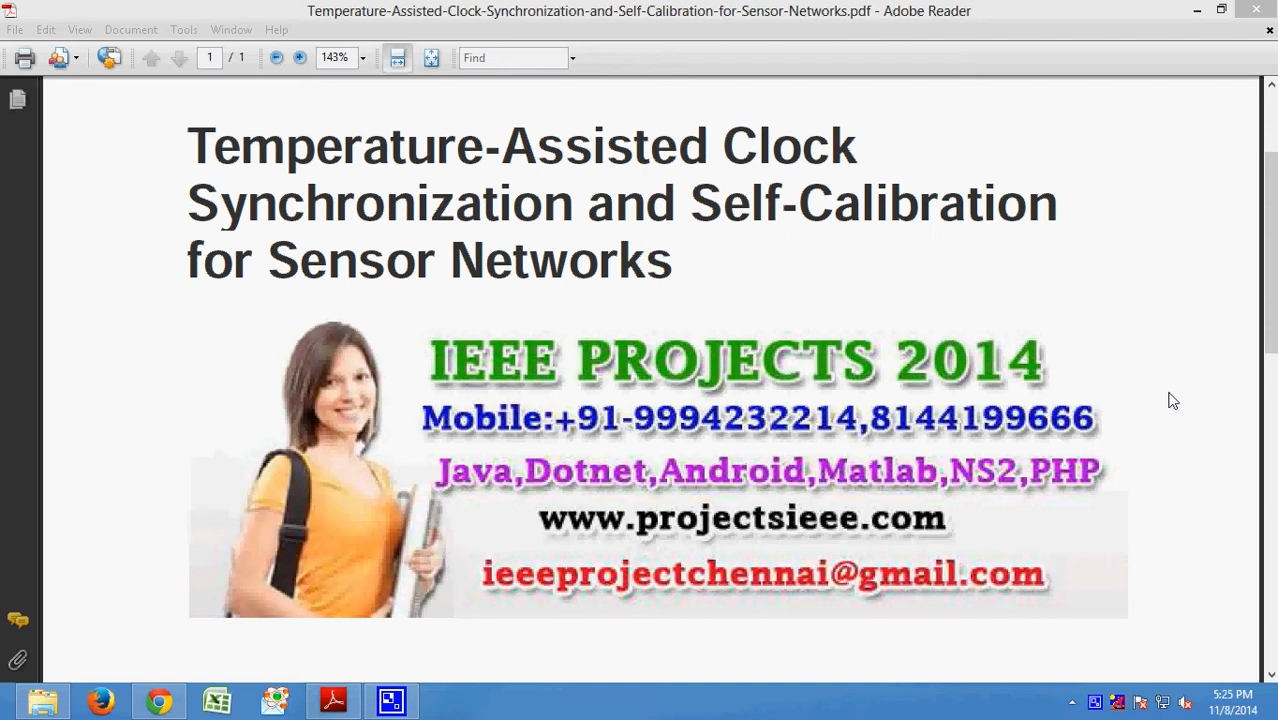 Temperature-Assisted-Clock-Synchronization-and-Self-Calibration-for-Sensor-Networks.pdf - Adobe Reader
File Edit View Document Tools Window Help
1 / 1 143% Find
Temperature-Assisted Clock
Synchronization and Self-Calibration
for Sensor Networks
IEEE PROJECTS 2014
Mobile:+91-9994232214,8144199666
Java,Dotnet,Android,Matlab,NS2,PHP
www.projectsieee.com
ieeeprojectchennai@gmail.com
5:25 PM
11/8/2014